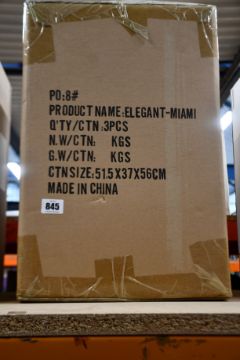 PO:8#
PRODUCT NAME:ELEGANT-MIAMI
Q'TY/CTN:3PCS
N.W/CTN: KGS
G.W/CTN: KGS
CTN SIZE:51.5X37X56CM
MADE IN CHINA
845